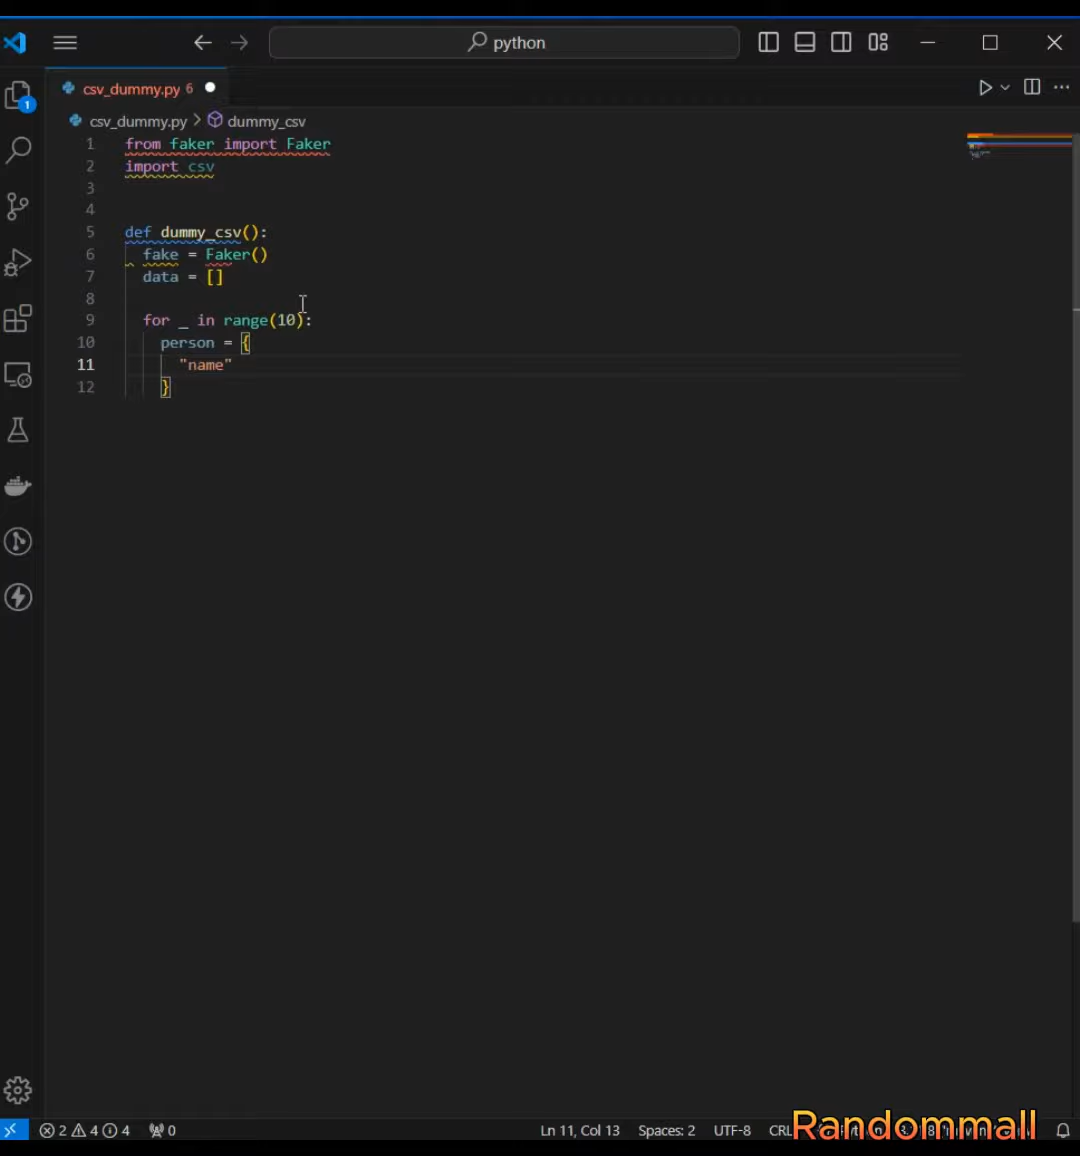 python
csv_dummy.py 6
csv_dummy.py > dummy_csv
1 from faker import Faker
2 import csv
3
4
5 def dummy_csv():
6 fake = Faker()
7 data = []
8
9 for _ in range(10):
10 person = {
11 "name"
12 }
1
2 4 4 0 Ln 11, Col 13 Spaces: 2 UTF-8
Randommall